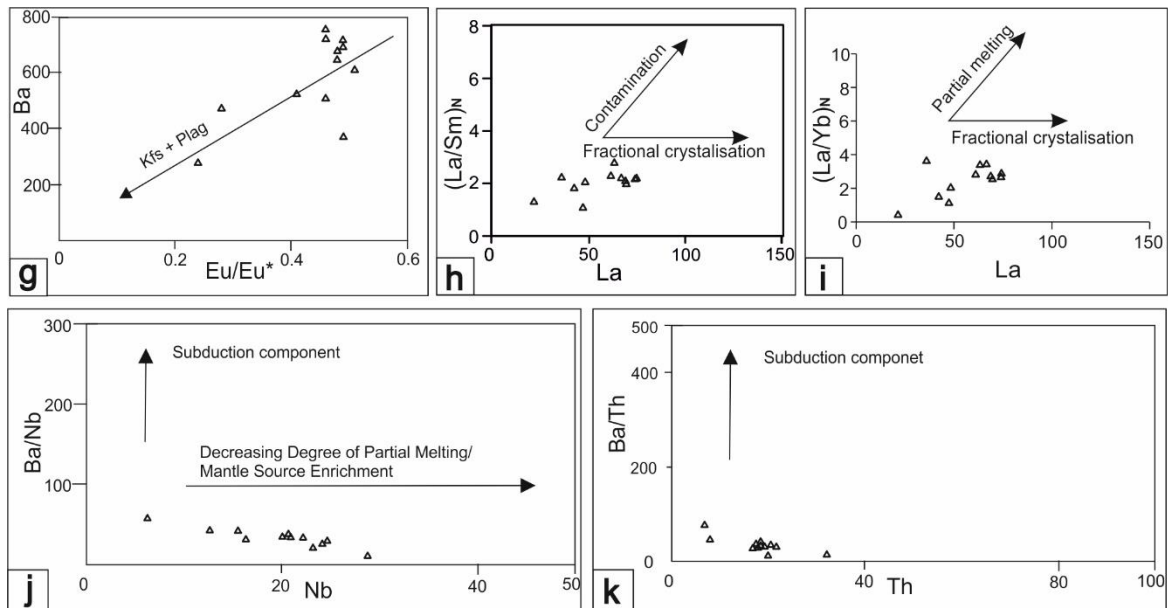 800
600
400
200
Ba
Kfs + Plag
0
0.2
0.4
0.6
Eu/Eu*
g
8
6
4
2
0
(La/Sm)N
Contamination
Fractional crystalisation
0
50
100
150
La
h
10
8
6
4
2
0
(La/Yb)N
Partial melting
Fractional crystalisation
0
50
100
150
La
i
300
200
100
Ba/Nb
Subduction component
Decreasing Degree of Partial Melting/
Mantle Source Enrichment
0
20
40
50
Nb
j
500
400
200
0
Ba/Th
Subduction componet
0
40
80
100
Th
k